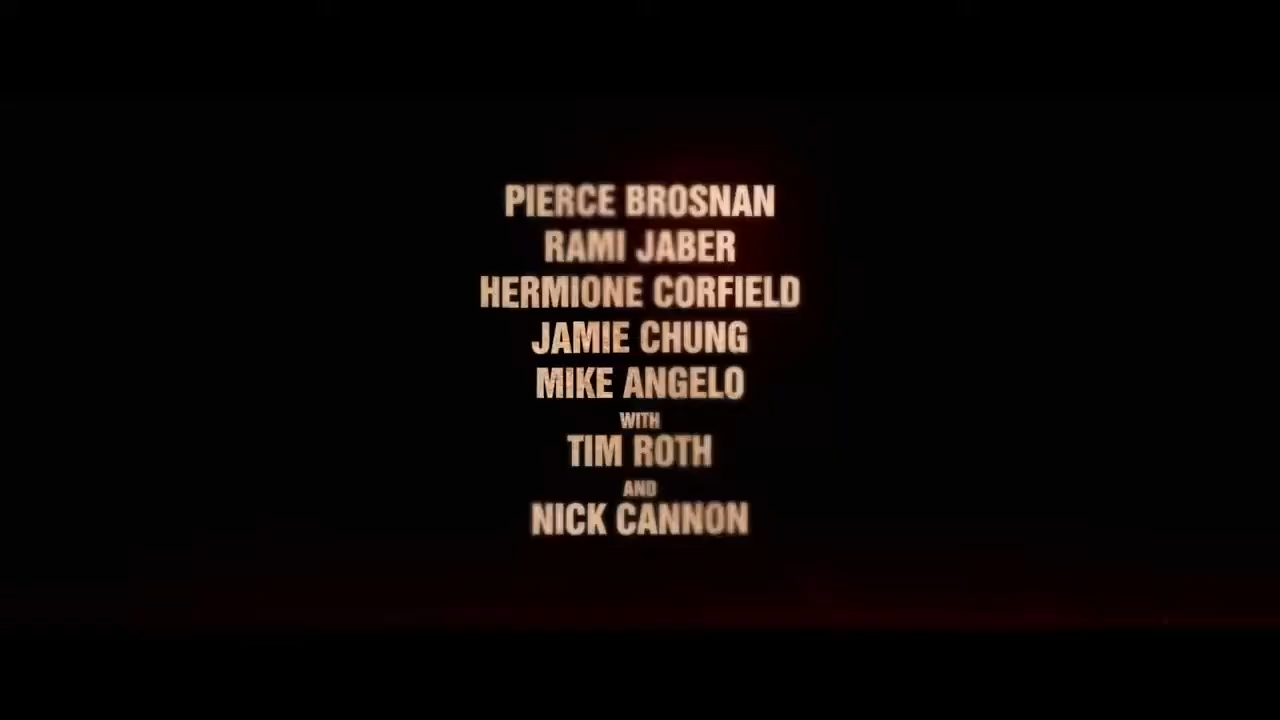 PIERCE BROSNAN
RAMI JABER
HERMIONE CORFIELD
JAMIE CHUNG
MIKE ANGELO
WITH
TIM ROTH
AND
NICK CANNON